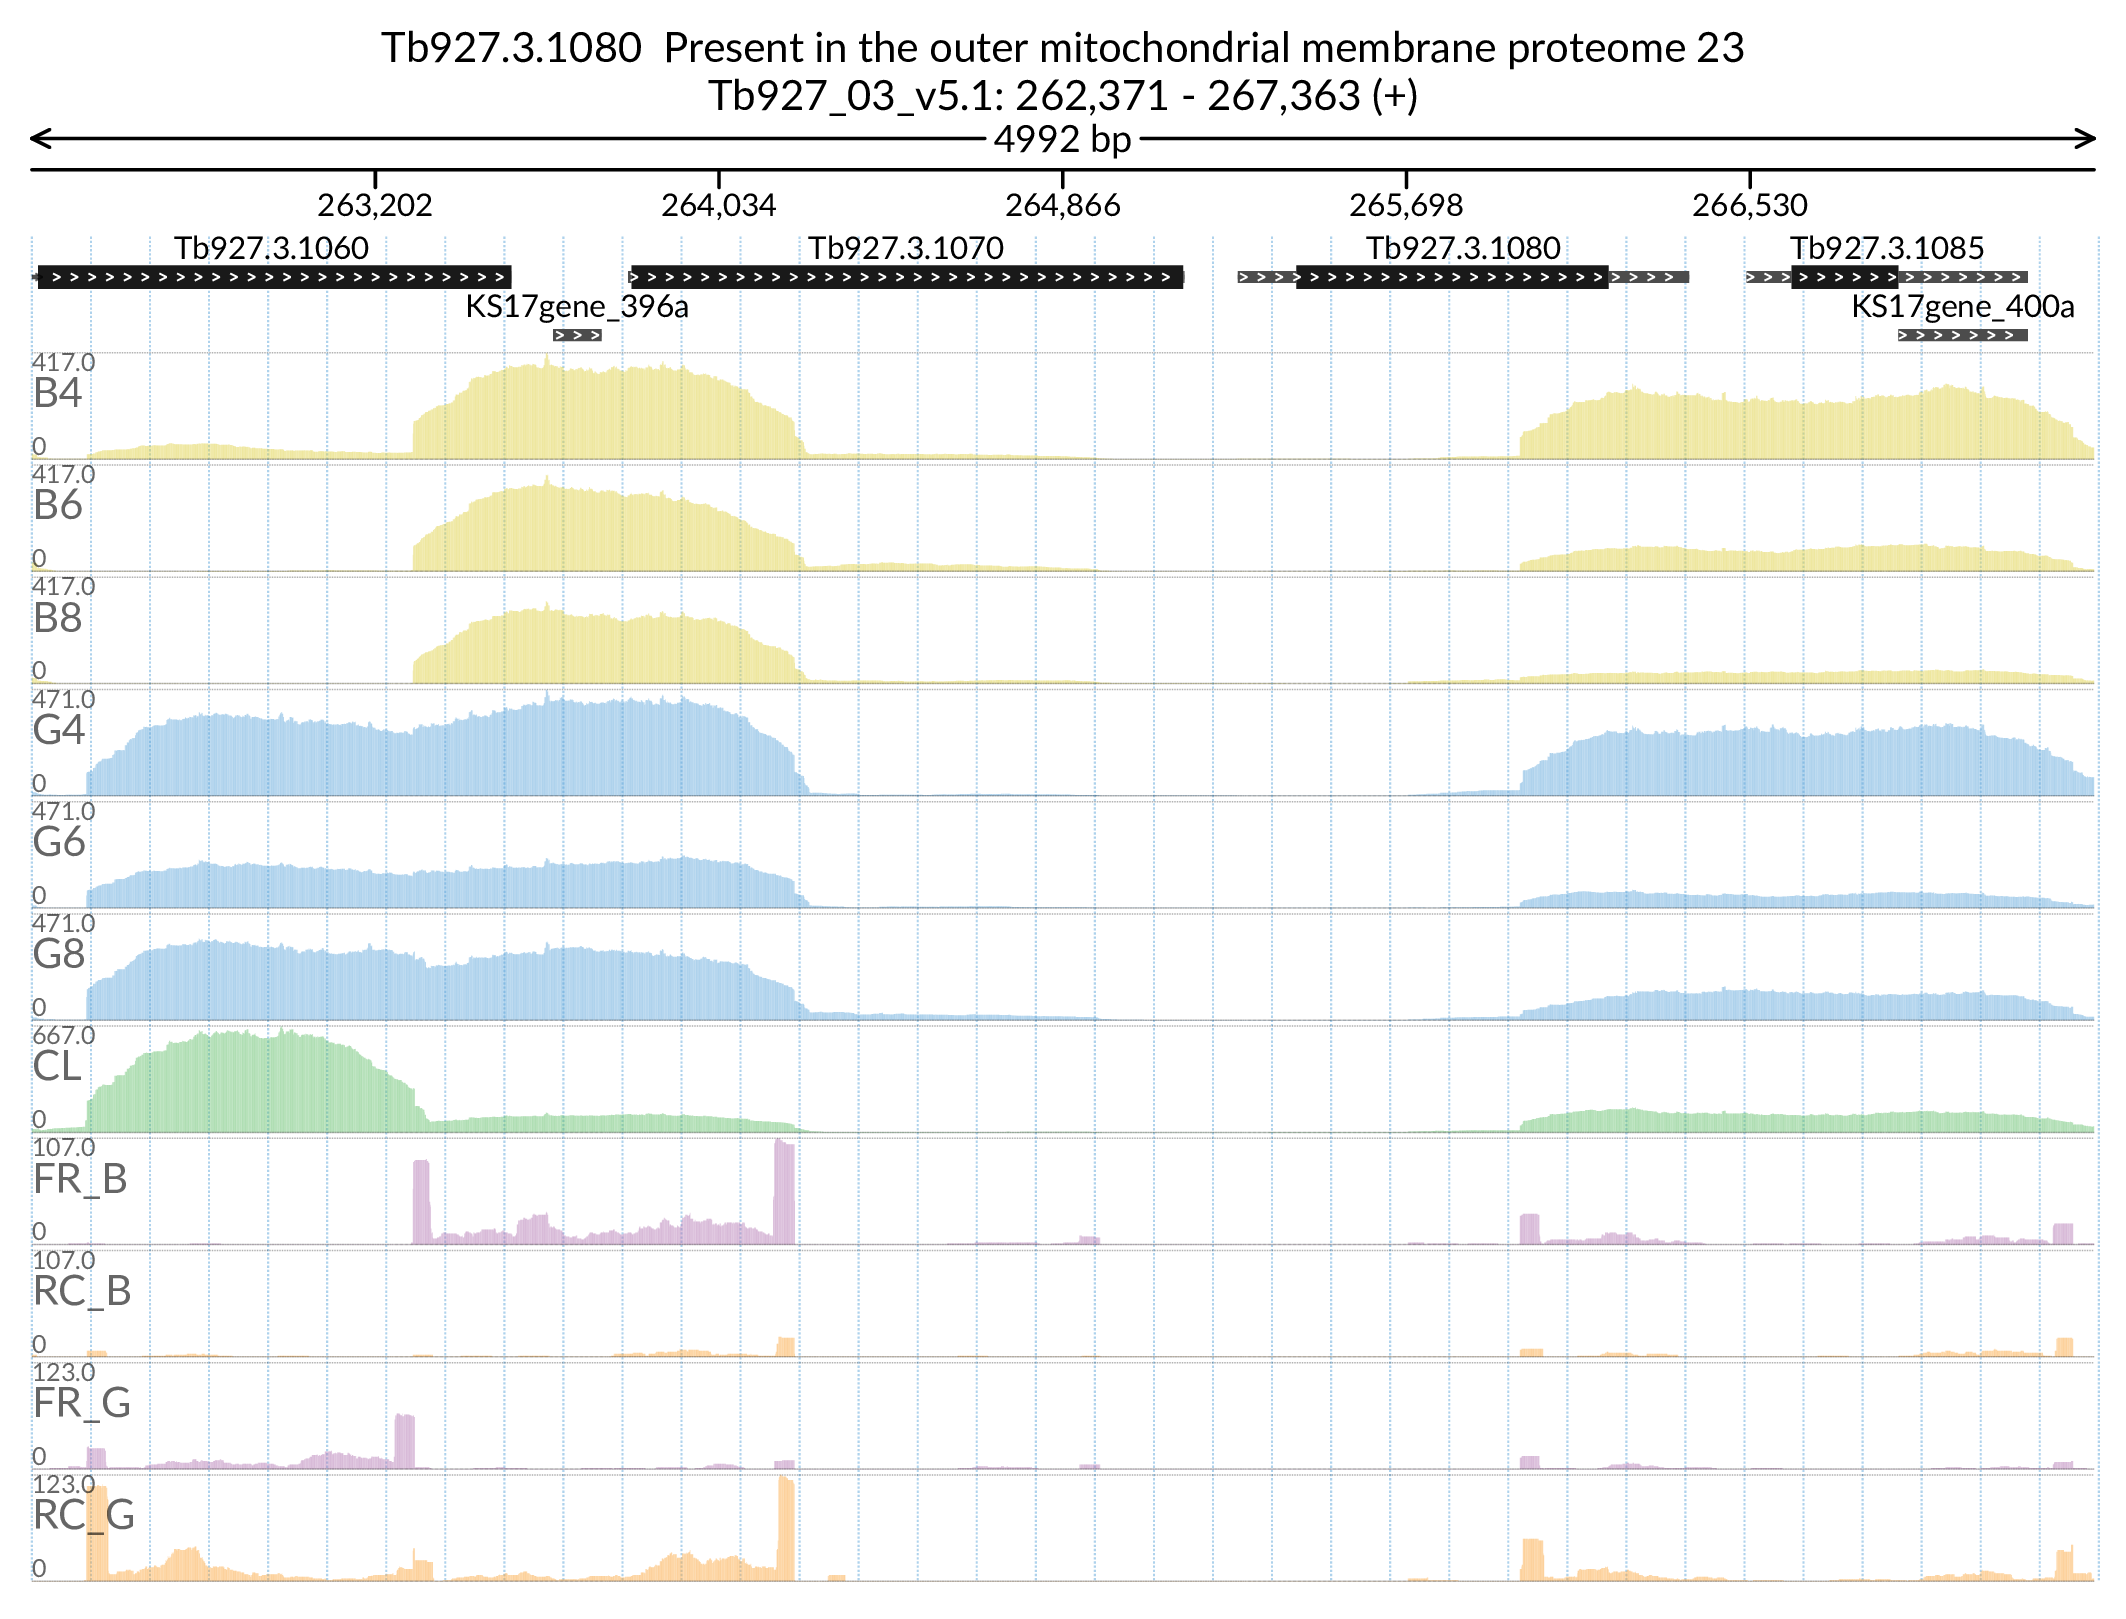 Tb927.3.1080 Present in the outer mitochondrial membrane proteome 23
Tb927_03_v5.1: 262,371 - 267,363 (+)
4992 bp
263,202 264,034 264,866 265,698 266,530
Tb927.3.1060 Tb927.3.1070 Tb927.3.1080 Tb927.3.1085
KS17gene_396a KS17gene_400a
417.0
B4
0
417.0
B6
0
417.0
B8
0
471.0
G4
0
471.0
G6
0
471.0
G8
0
667.0
CL
0
107.0
FR_B
0
107.0
RC_B
0
123.0
FR_G
0
123.0
RC_G
0